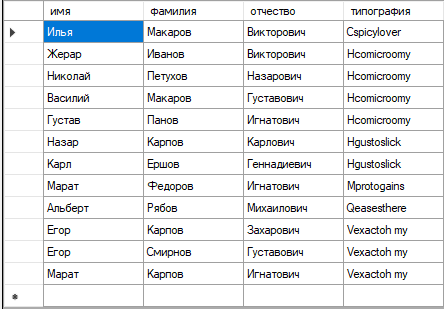 имя фамилия отчество типография
Илья Макаров Викторович Cspicylover
Жерар Иванов Викторович Hcomicroomy
Николай Петухов Назарович Hcomicroomy
Василий Макаров Густавович Hcomicroomy
Густав Панов Игнатович Hcomicroomy
Назар Карпов Карлович Hgustoslick
Карл Ершов Геннадиевич Hgustoslick
Марат Федоров Игнатович Mprotogains
Альберт Рябов Михаилович Qeasesthere
Егор Карпов Захарович Vexactoh my
Егор Смирнов Густавович Vexactoh my
Марат Карпов Игнатович Vexactoh my